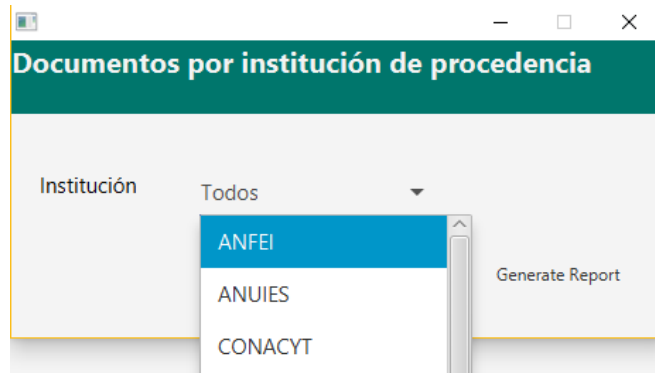 Documentos por institución de procedencia
Institución
Todos
ANFEI
ANUIES
Generate Report
CONACYT